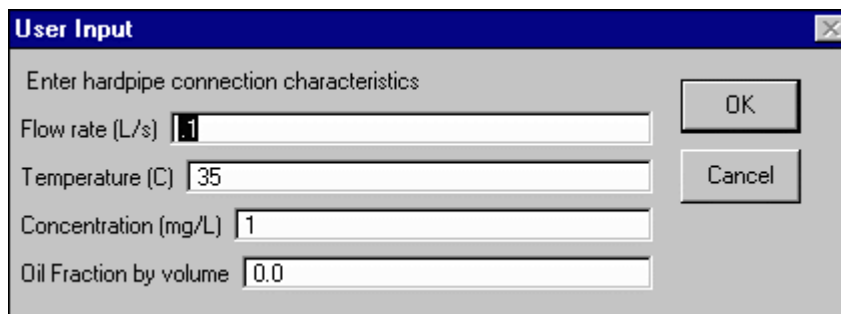 User Input
Enter hardpipe connection characteristics
Flow rate (L/s) .1
Temperature (C) 35
Concentration (mg/L) 1
Oil Fraction by volume 0.0
OK
Cancel